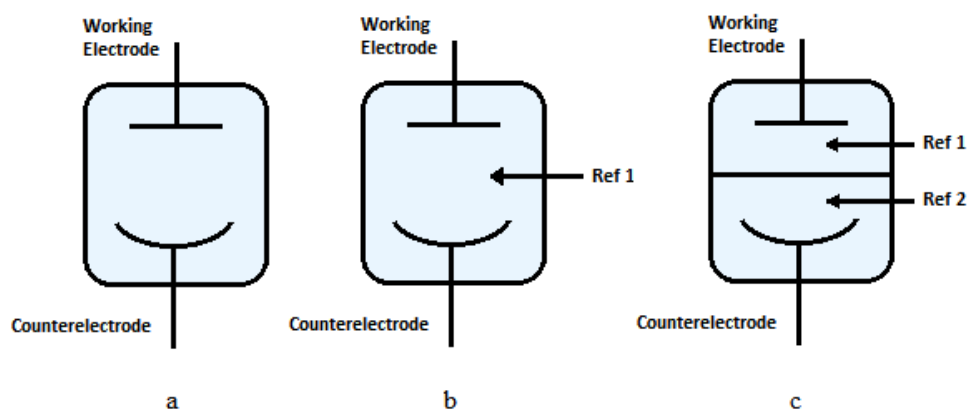 Working
Electrode
Counterelectrode
a
Working
Electrode
Ref 1
Counterelectrode
b
Working
Electrode
Ref 1
Ref 2
Counterelectrode
c